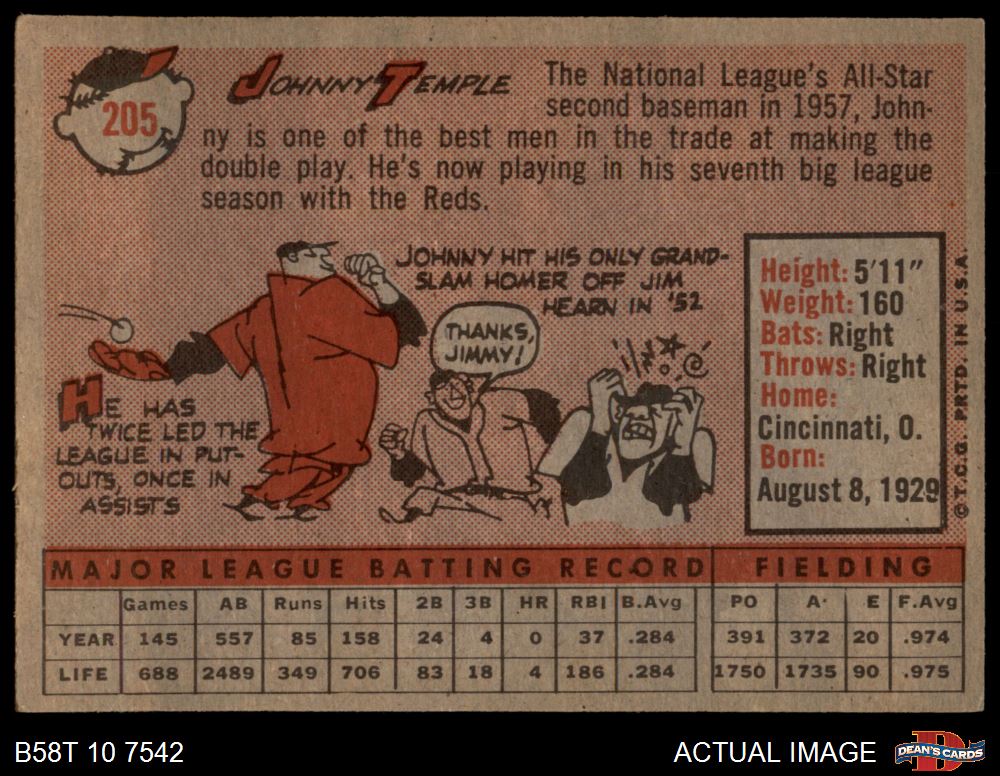 205
JOHNNY TEMPLE
The National League's All-Star
second baseman in 1957, John-
ny is one of the best men in the trade at making the
double play. He's now playing in his seventh big league
season with the Reds.
JOHNNY HIT HIS ONLY GRAND-
SLAM HOMER OFF JIM
HEARN IN '52
THANKS,
JIMMY!
HE HAS
TWICE LED THE
LEAGUE IN PUT-
OUTS, ONCE IN
ASSISTS
Height: 5'11"
Weight: 160
Bats: Right
Throws: Right
Home:
Cincinnati, O.
Born:
August 8, 1929
©T.C.G. PRTD. IN U.S.A.
MAJOR LEAGUE BATTING RECORD FIELDING
Games AB Runs Hits 2B 3B HR RBI B.Avg PO A. E F.Avg
YEAR 145 557 85 158 24 4 0 37 .284 391 372 20 .974
LIFE 688 2489 349 706 83 18 4 186 .284 1750 1735 90 .975
B58T 10 7542 ACTUAL IMAGE DEAN'S CARDS